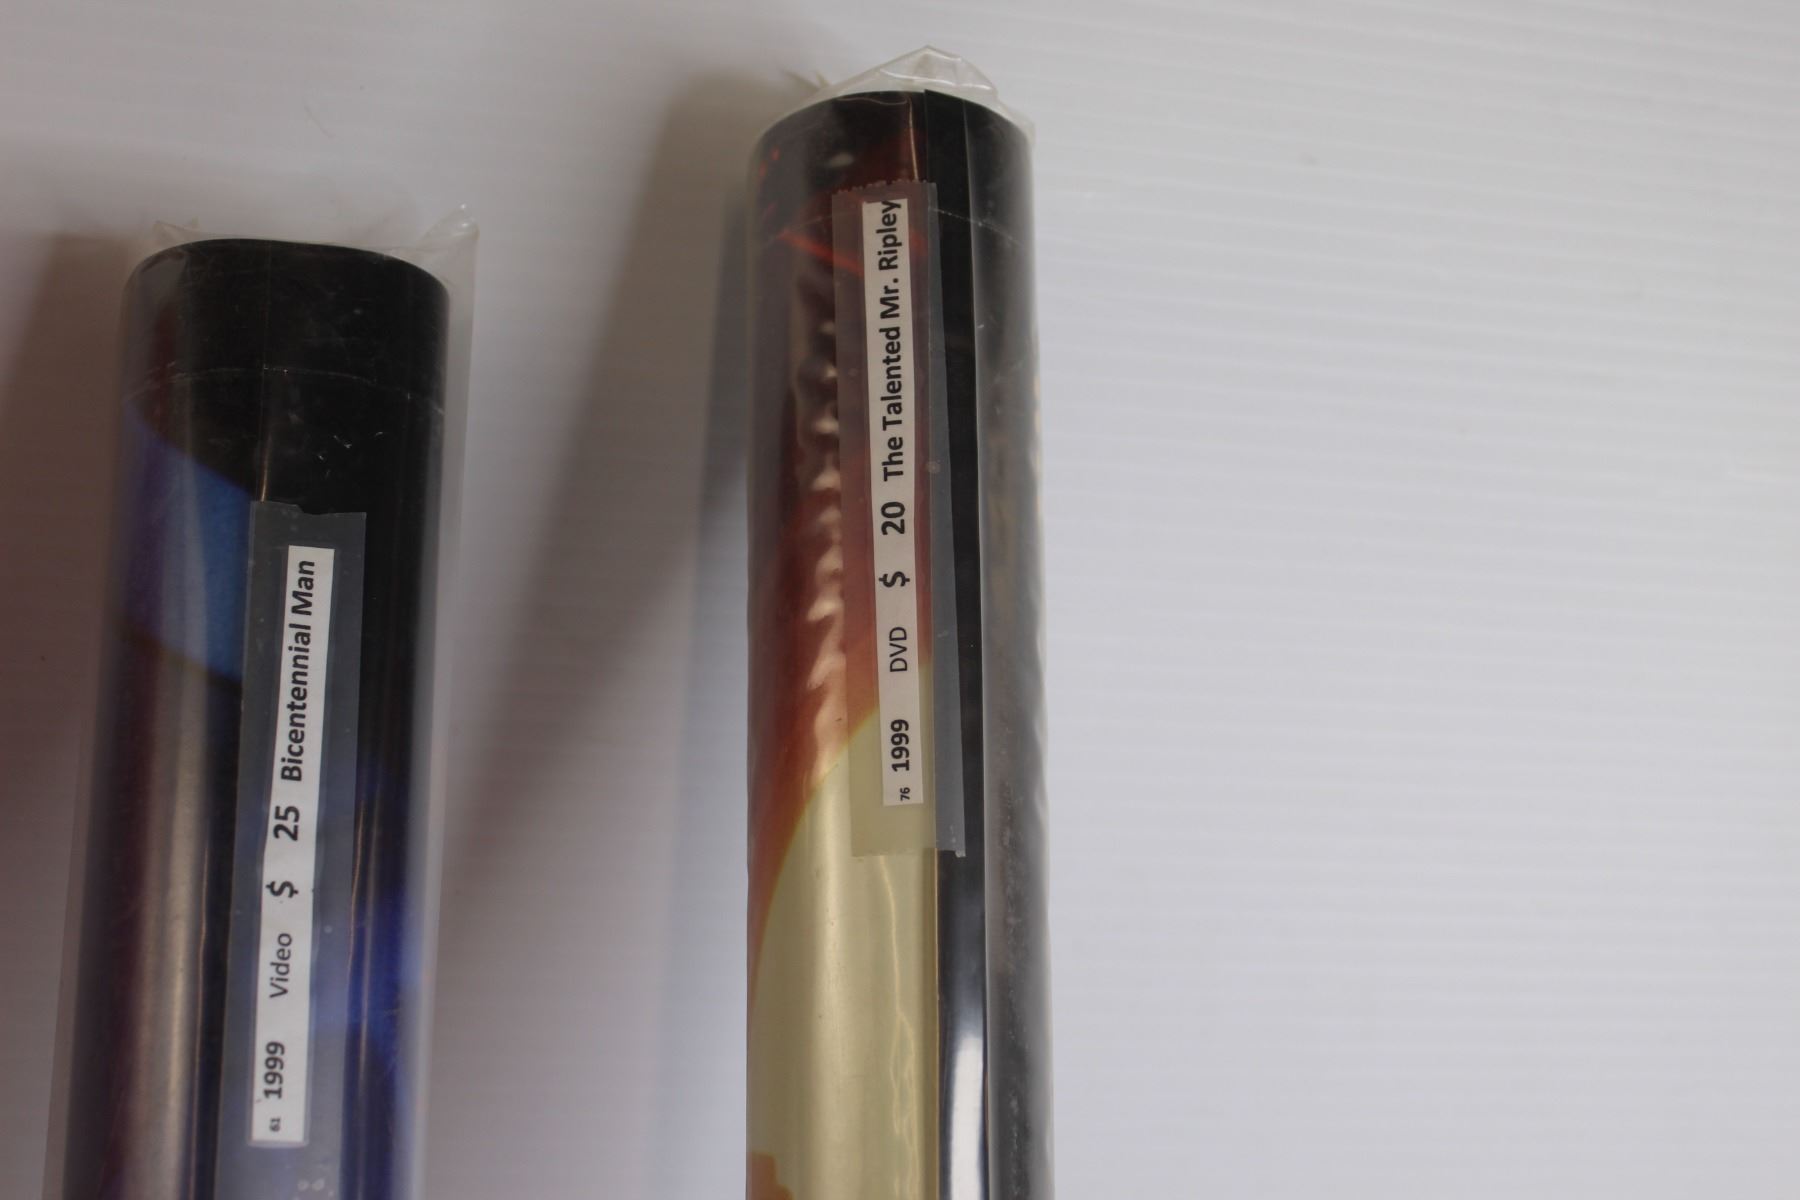 61 1999 Video $ 25 Bicentennial Man
76 1999 DVD $ 20 The Talented Mr. Ripley